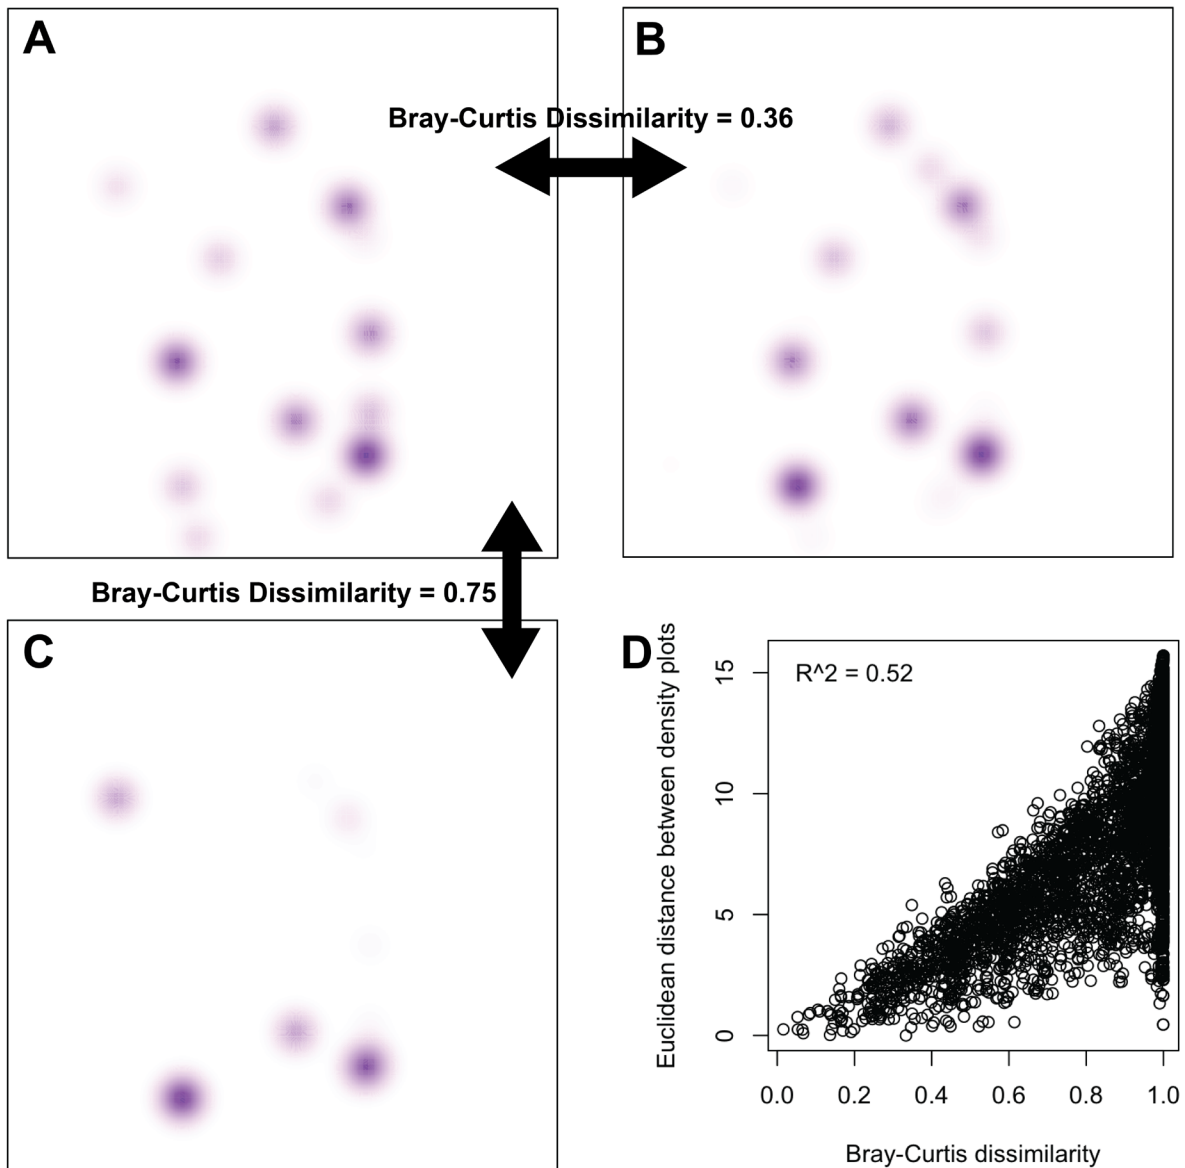 A
B
Bray-Curtis Dissimilarity = 0.36
Bray-Curtis Dissimilarity = 0.75
C
D
R^2 = 0.52
Euclidean distance between density plots
15
10
5
0
0.0 0.2 0.4 0.6 0.8 1.0
Bray-Curtis dissimilarity